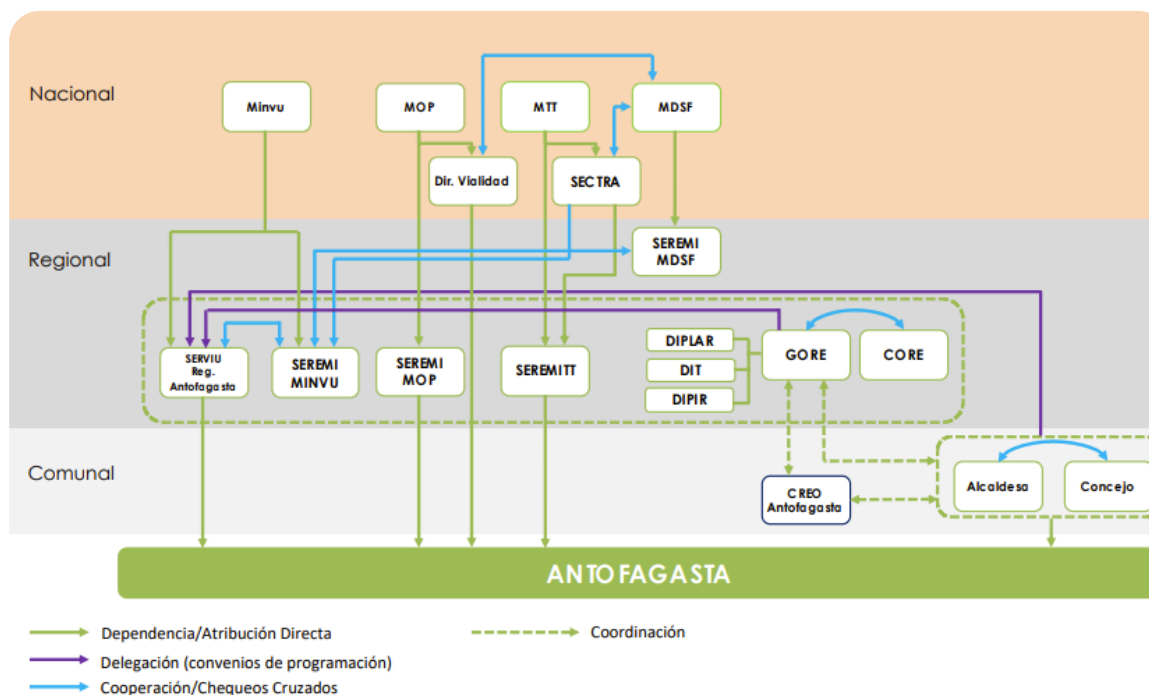 Nacional
Minvu
MOP
MTT
MDSF
Dir. Vialidad
SECTRA
Regional
SEREMI
MDSF
SERVIU
Reg.
Antofagasta
SEREMI
MINVU
SEREMI
MOP
SEREMITT
DIPLAR
DIT
DIPIR
GORE
CORE
Comunal
CREO
Antofagasta
Alcaldesa
Concejo
ANTOFAGASTA
Dependencia/Atribución Directa
Coordinación
Delegación (convenios de programación)
Cooperación/Chequeos Cruzados